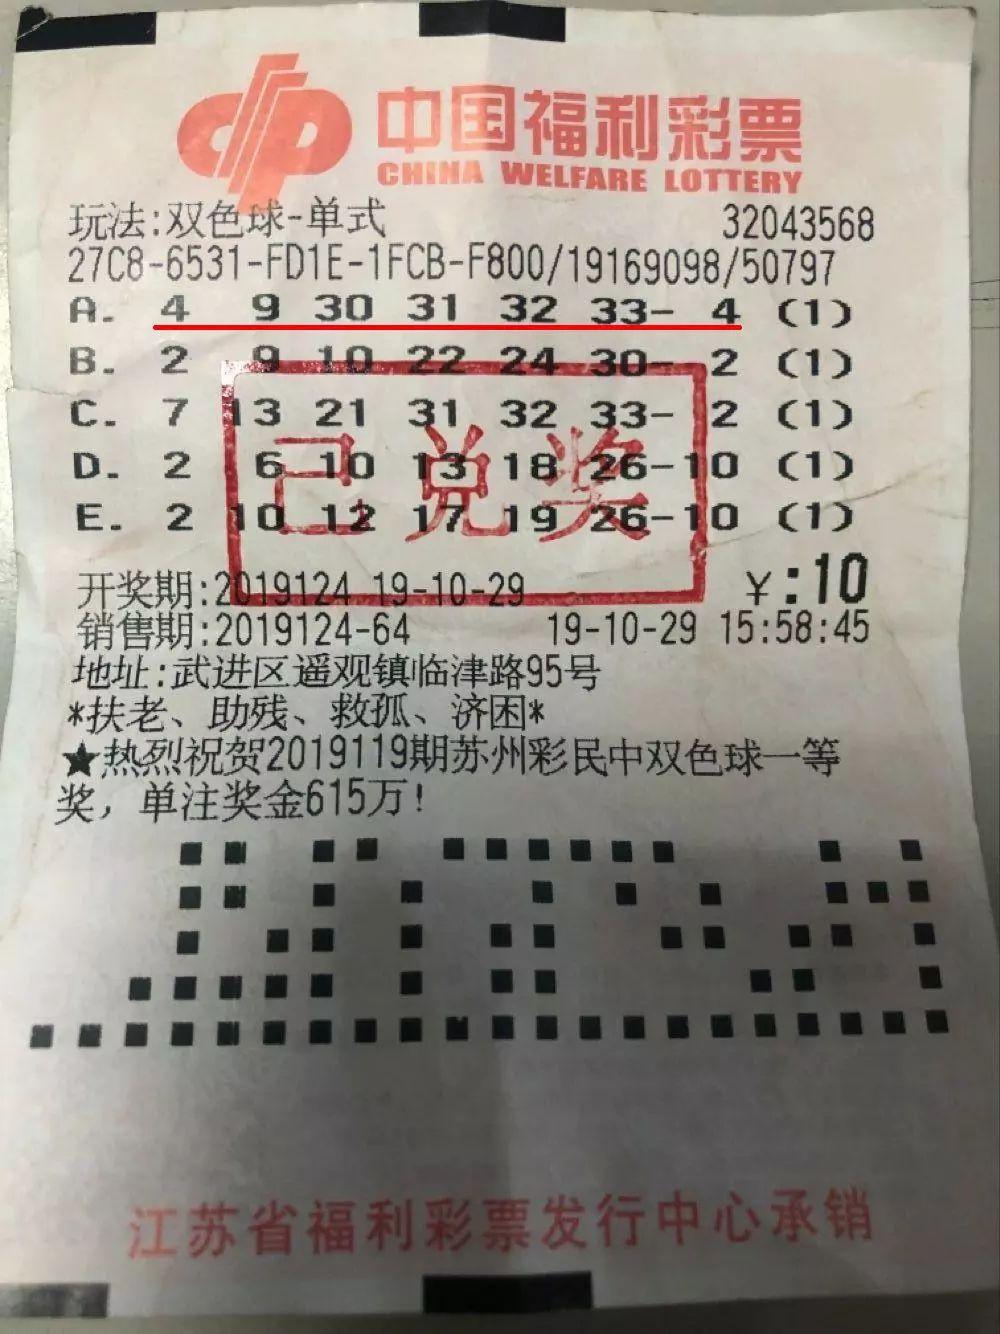 中国福利彩票
CHINA WELFARE LOTTERY
玩法:双色球-单式 32043568
27C8-6531-FD1E-1FCB-F800/19169098/50797
A. 4 9 30 31 32 33- 4 (1)
B. 2 9 10 22 24 30- 2 (1)
C. 7 13 21 31 32 33- 2 (1)
D. 2 6 10 13 18 26-10 (1)
E. 2 10 12 17 19 26-10 (1)
已兑奖
开奖期:2019124 19-10-29 ¥:10
销售期:2019124-64 19-10-29 15:58:45
地址:武进区遥观镇临津路95号
*扶老、助残、救孤、济困*
★热烈祝贺2019119期苏州彩民中双色球一等
奖，单注奖金615万!
江苏省福利彩票发行中心承销